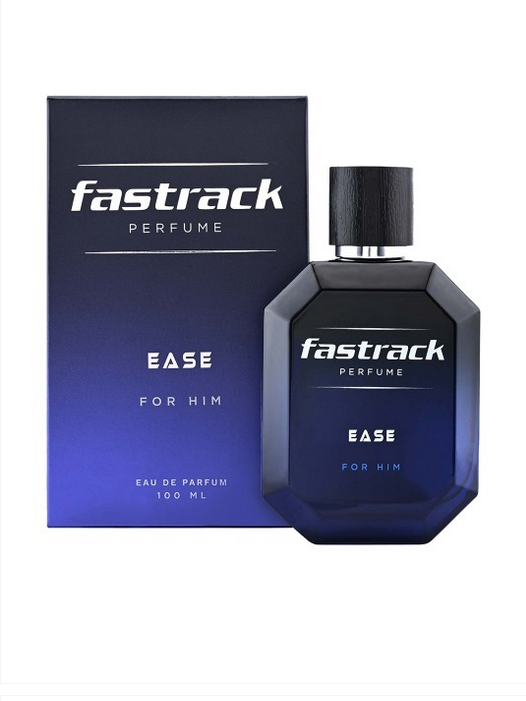 fastrack
PERFUME
EASE
FOR HIM
EAU DE PARFUM
100 ML
fastrack
PERFUME
EASE
FOR HIM